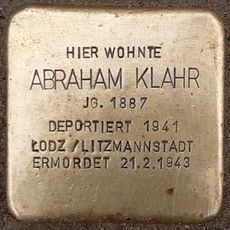 HIER WOHNTE
ABRAHAM KLAHR
JG. 1887
DEPORTIERT 1941
ŁODZ / LITZMANNSTADT
ERMORDET 21.2.1943